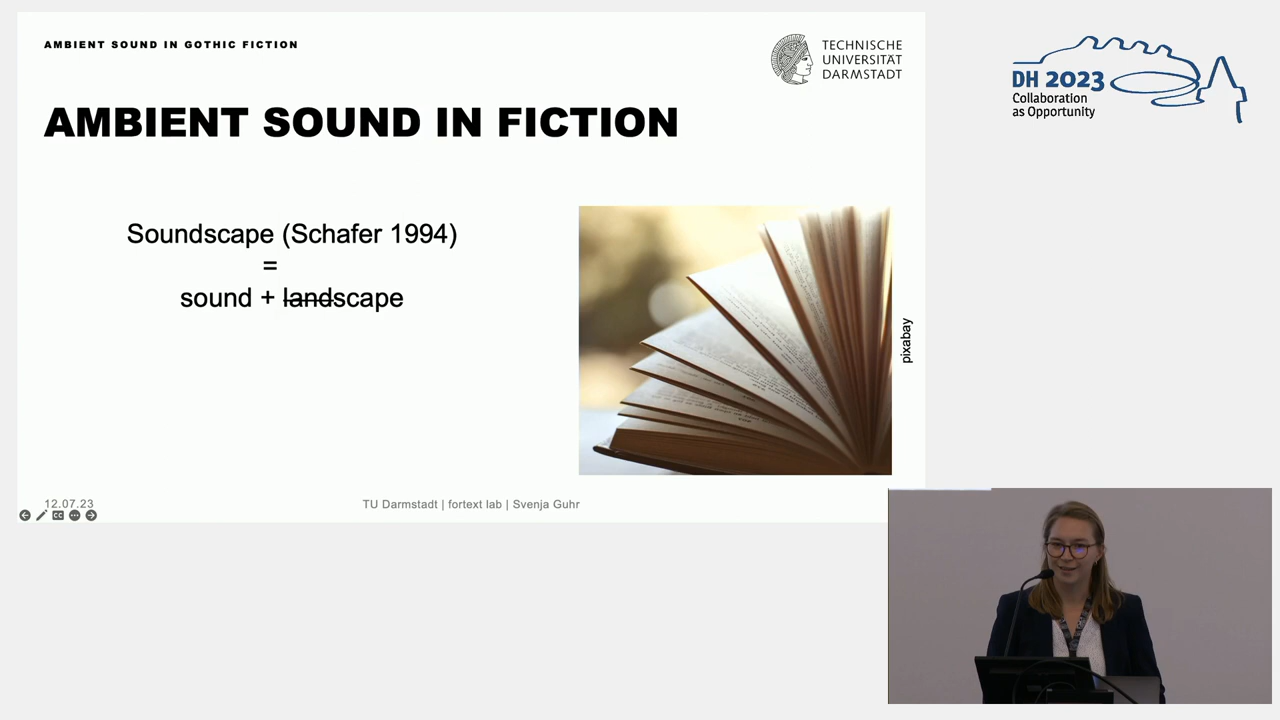 AMBIENT SOUND IN GOTHIC FICTION
TECHNISCHE
UNIVERSITÄT
DARMSTADT
DH 2023
Collaboration
as Opportunity
AMBIENT SOUND IN FICTION
Soundscape (Schafer 1994)
=
sound + landscape
pixabay
12.07.23
TU Darmstadt | fortext lab | Svenja Guhr
CC